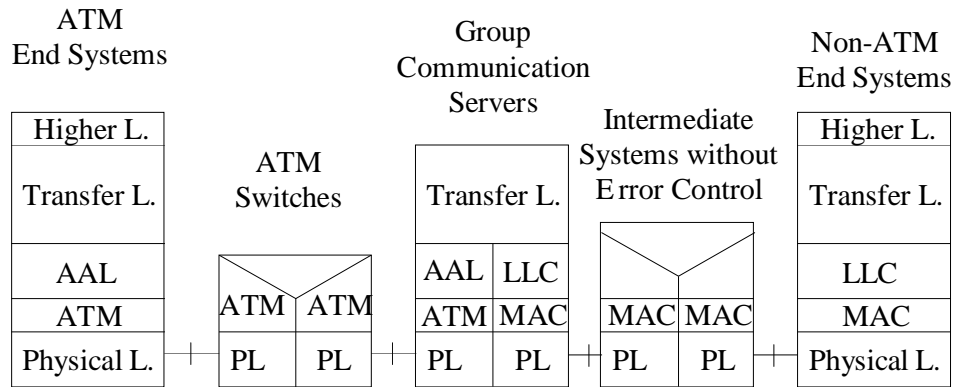 ATM
End Systems
Higher L.
Transfer L.
AAL
ATM
Physical L.
ATM
Switches
ATM ATM
PL PL
Group
Communication
Servers
Transfer L.
AAL LLC
ATM MAC
PL PL
Intermediate
Systems without
Error Control
MAC MAC
PL PL
Non-ATM
End Systems
Higher L.
Transfer L.
LLC
MAC
Physical L.